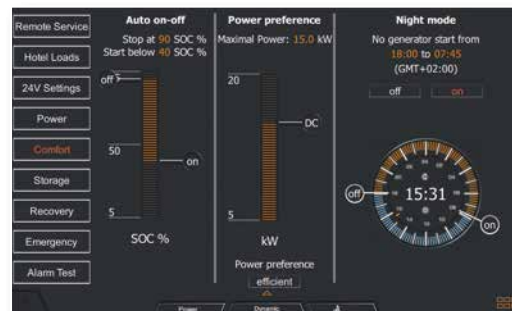 Remote Service
Hotel Loads
24V Settings
Power
Comfort
Storage
Recovery
Emergency
Alarm Test
Auto on-off
Stop at 90 SOC %
Start below 40 SOC %
off
50
on
5
SOC %
Power preference
Maximal Power: 15.0 kW
20
DC
5
kW
Power preference
efficient
Night mode
No generator start from
18:00 to 07:45
(GMT+02:00)
off
on
off
15:31
on
Power
Dynamic